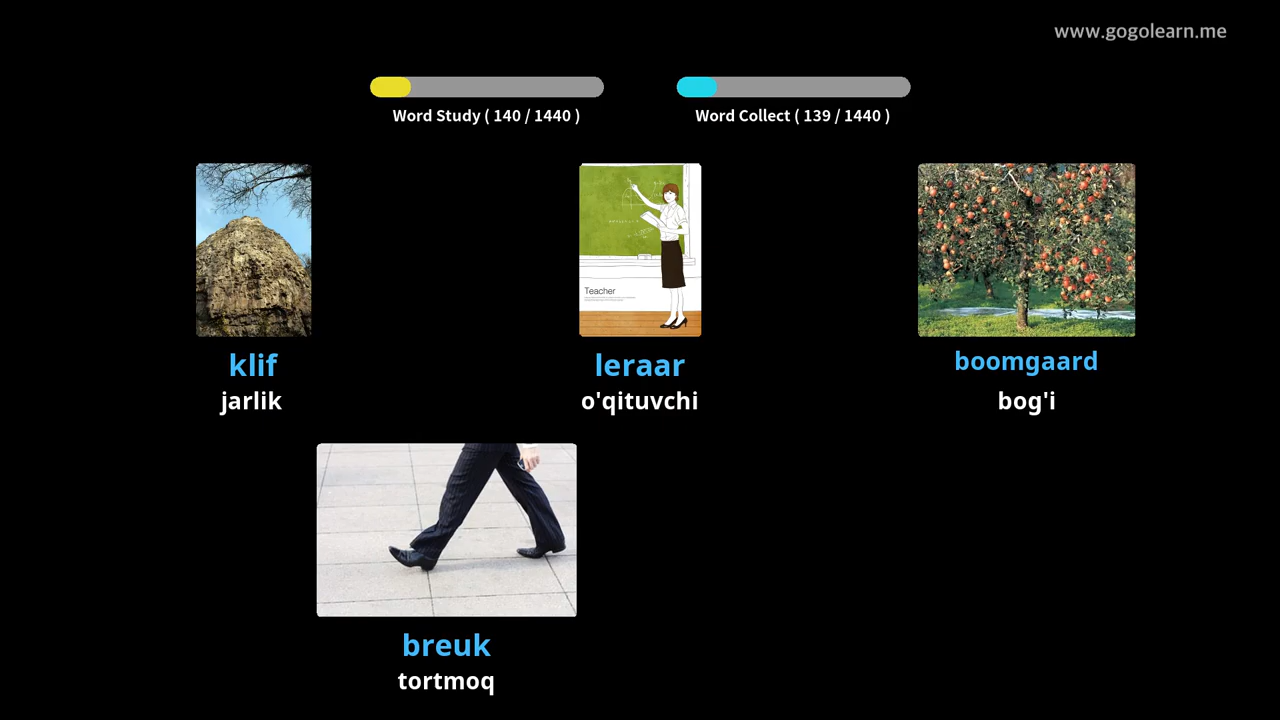 www.gogolearn.me
Word Study ( 140 / 1440 )
Word Collect ( 139 / 1440 )
Teacher
klif
jarlik
leraar
o'qituvchi
boomgaard
bog'i
breuk
tortmoq